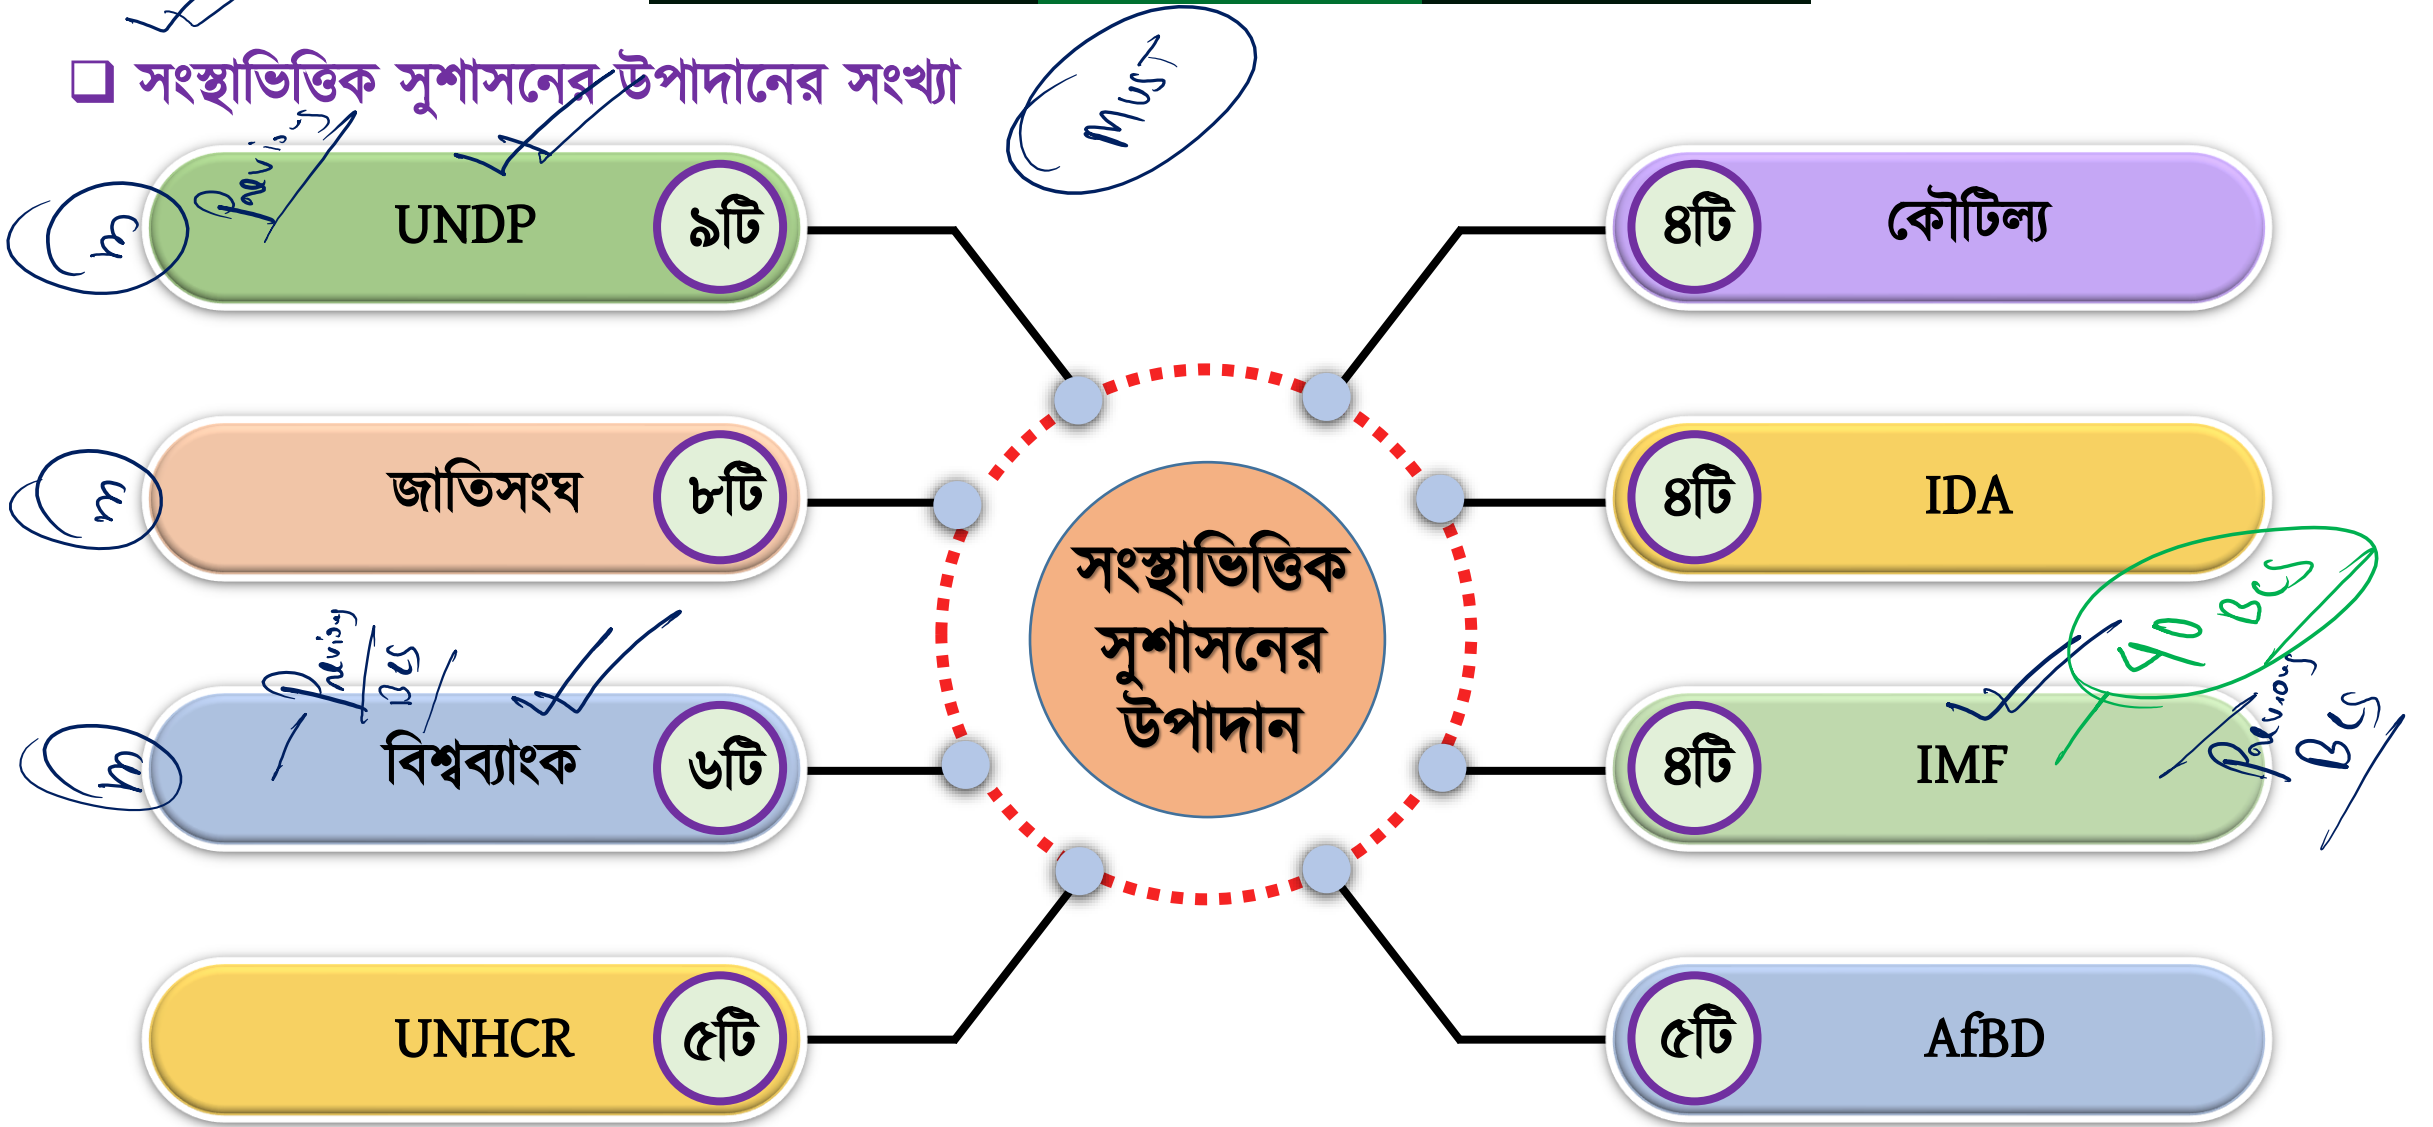 ❑ সংস্থাভিত্তিক সুশাসনের উপাদানের সংখ্যা
Must
UNDP ৯টি
জাতিসংঘ ৮টি
বিশ্বব্যাংক ৬টি
UNHCR ৫টি
সংস্থাভিত্তিক
সুশাসনের
উপাদান
৪টি কৌটিল্য
৪টি IDA
40 BCS
৪টি IMF
Previous
BCS
৫টি AfBD